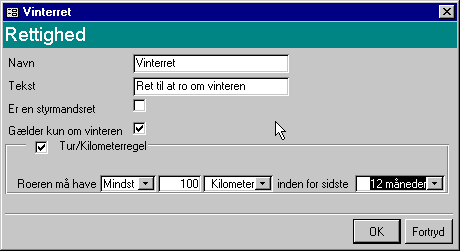 Vinterret
Rettighed
Navn Vinterret
Tekst Ret til at ro om vinteren
Er en styrmandsret
Gælder kun om vinteren
Tur/Kilometerregel
Roeren må have Mindst 100 Kilometer inden for sidste 12 måneder
OK Fortryd